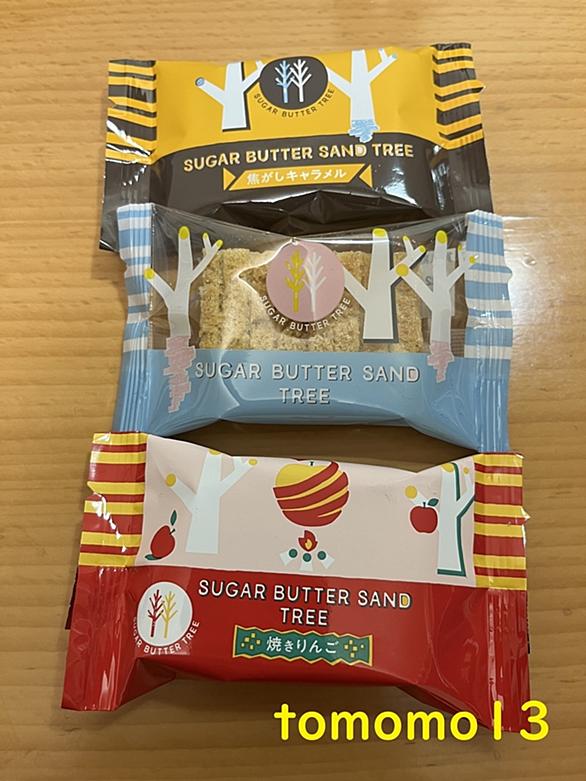 SUGAR BUTTER TREE
SUGAR BUTTER SAND TREE
焦がしキャラメル
SUGAR BUTTER TREE
SUGAR BUTTER SAND
TREE
SUGAR BUTTER SAND
TREE
SUGAR BUTTER TREE
焼きりんご
tomomo13